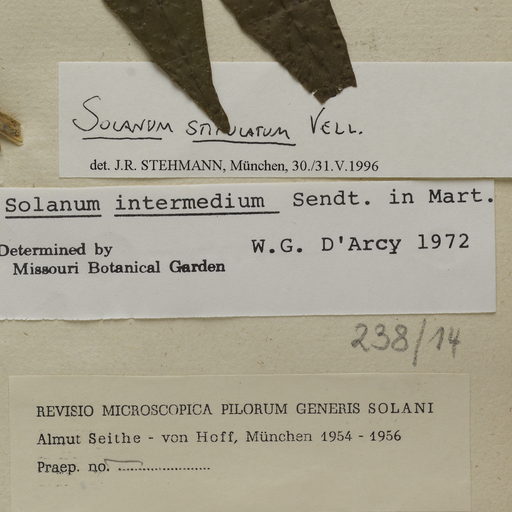 Solanum stipulatum Vell.
det. J.R. STEHMANN, München, 30./31.V.1996
Solanum intermedium Sendt. in Mart.
Determined by W.G. D'Arcy 1972
Missouri Botanical Garden
238/14
REVISIO MICROSCOPICA PILORUM GENERIS SOLANI
Almut Seithe - von Hoff, München 1954 - 1956
Praep. no. ........................